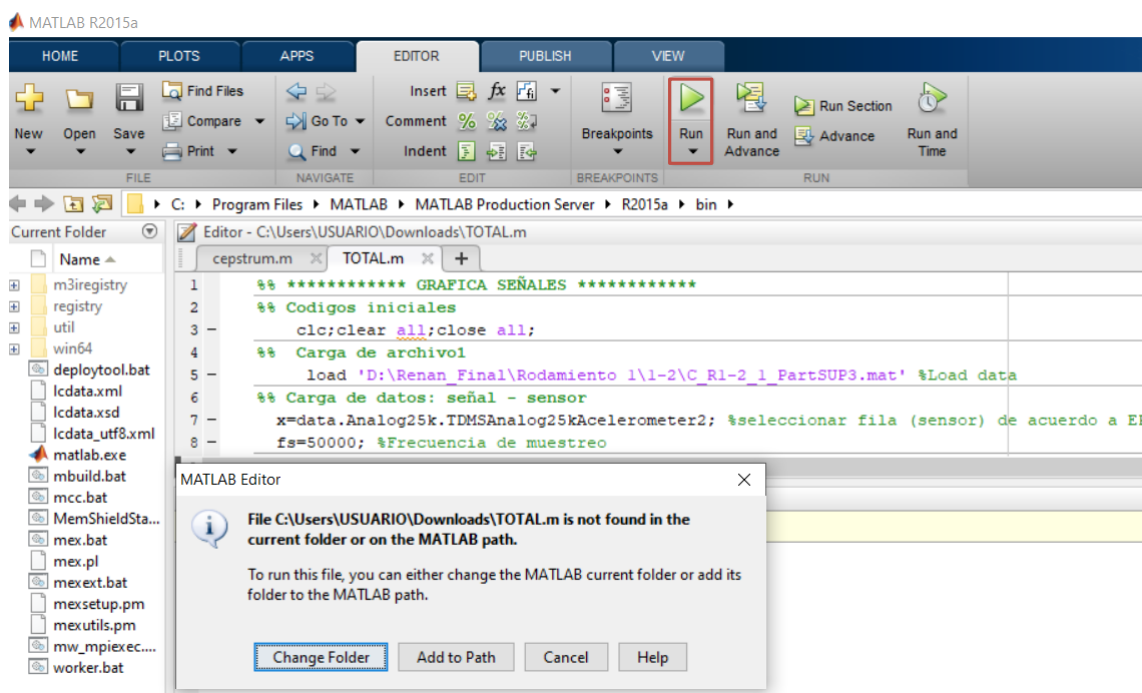 MATLAB R2015a
HOME PLOTS APPS EDITOR PUBLISH VIEW
Find Files Insert fx fi
New Open Save Compare Go To Comment Breakpoints Run Run and Advance Run Section Advance Run and Time
Print Find Indent
FILE NAVIGATE EDIT BREAKPOINTS RUN
C: Program Files MATLAB MATLAB Production Server R2015a bin
Current Folder
Name
m3iregistry
registry
util
win64
deploytool.bat
lcdata.xml
lcdata.xsd
lcdata_utf8.xml
matlab.exe
mbuild.bat
mcc.bat
MemShieldSta...
mex.bat
mex.pl
mexext.bat
mexsetup.pm
mexutils.pm
mw_mpiexec....
worker.bat
Editor - C:\Users\USUARIO\Downloads\TOTAL.m
cepstrum.m TOTAL.m +
1 %% ************ GRAFICA SEÑALES ************
2 %% Codigos iniciales
3 - clc;clear all;close all;
4 %% Carga de archivo1
5 - load 'D:\Renan_Final\Rodamiento 1\1-2\C_R1-2_1_PartSUP3.mat' %Load data
6 %% Carga de datos: señal - sensor
7 - x=data.Analog25k.TDMSAnalog25kAcelerometer2; %seleccionar fila (sensor) de acuerdo a
8 - fs=50000; %Frecuencia de muestreo
MATLAB Editor
File C:\Users\USUARIO\Downloads\TOTAL.m is not found in the
current folder or on the MATLAB path.
To run this file, you can either change the MATLAB current folder or add its
folder to the MATLAB path.
Change Folder Add to Path Cancel Help